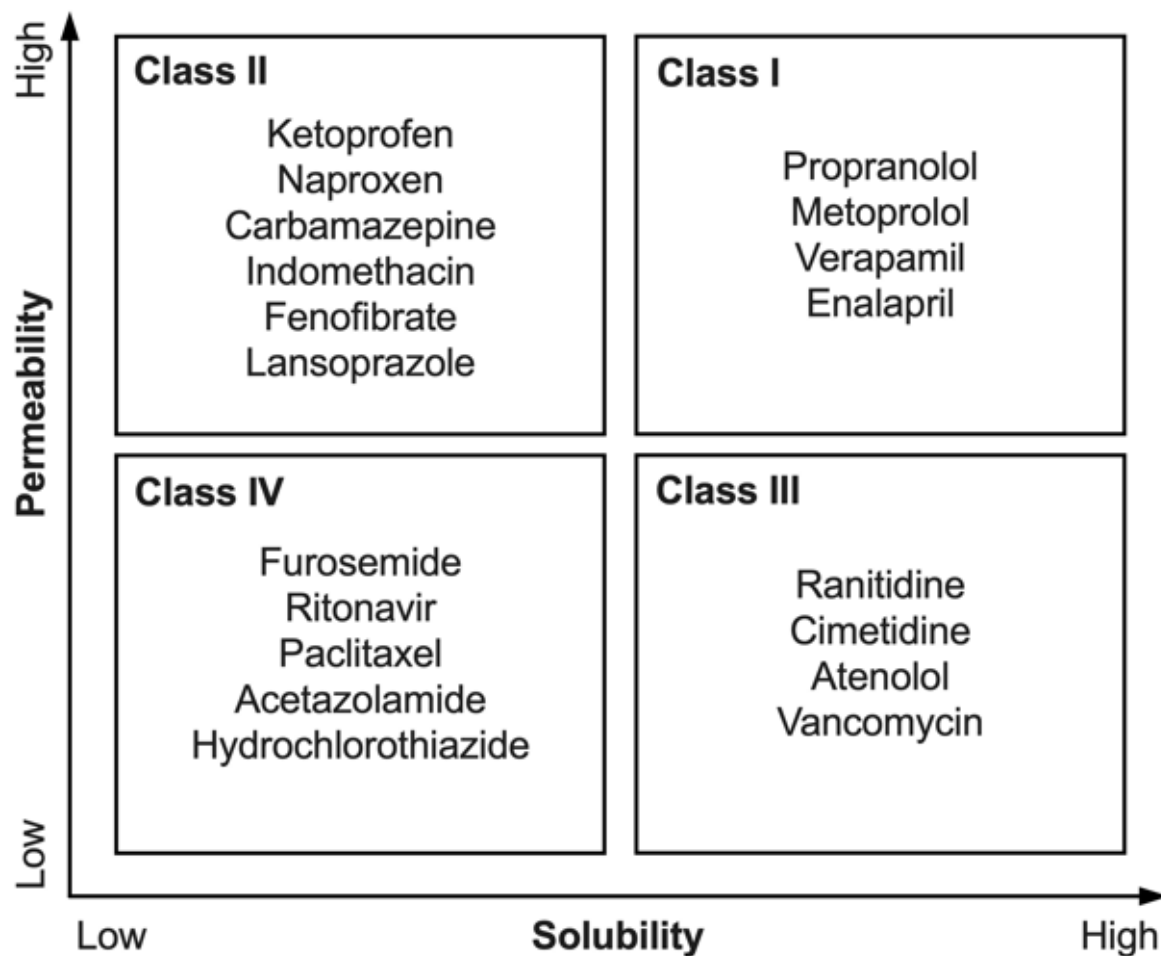 High
Permeability
Low
Class II
Ketoprofen
Naproxen
Carbamazepine
Indomethacin
Fenofibrate
Lansoprazole
Class I
Propranolol
Metoprolol
Verapamil
Enalapril
Class IV
Furosemide
Ritonavir
Paclitaxel
Acetazolamide
Hydrochlorothiazide
Class III
Ranitidine
Cimetidine
Atenolol
Vancomycin
Low
Solubility
High